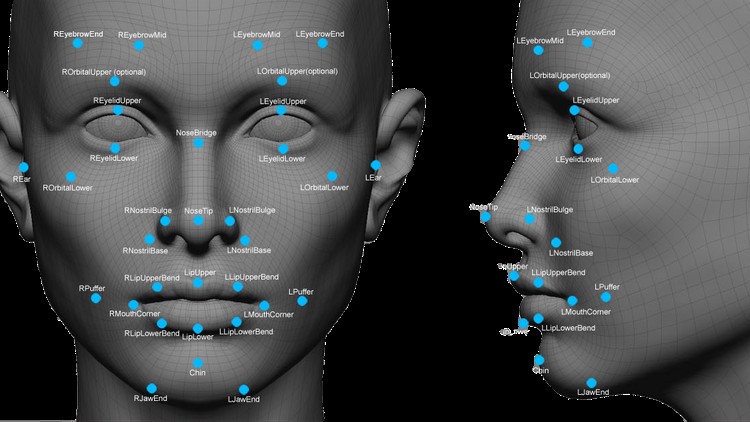 REyebrowEnd
REyebrowMid
LEyebrowMid
LEyebrowEnd
ROrbitalUpper (optional)
LOrbitalUpper(optional)
REyelidUpper
LEyelidUpper
NoseBridge
REyelidLower
LEyelidLower
REar
ROrbitalLower
LOrbitalLower
LEar
RNostrilBulge
NoseTip
LNostrilBulge
RNostrilBase
LNostrilBase
RLipUpperBend
LipUpper
LLipUpperBend
RPuffer
LPuffer
RMouthCorner
LMouthCorner
RLipLowerBend
LipLower
LLipLowerBend
Chin
RJawEnd
LJawEnd
LEyebrowMid
LEyebrowEnd
LOrbitalUpper(optional)
LEyelidUpper
NoseBridge
LEyelidLower
LOrbitalLower
NoseTip
LNostrilBulge
LNostrilBase
LipUpper
LLipUpperBend
LPuffer
LMouthCorner
LLipLowerBend
Chin
LJawEnd